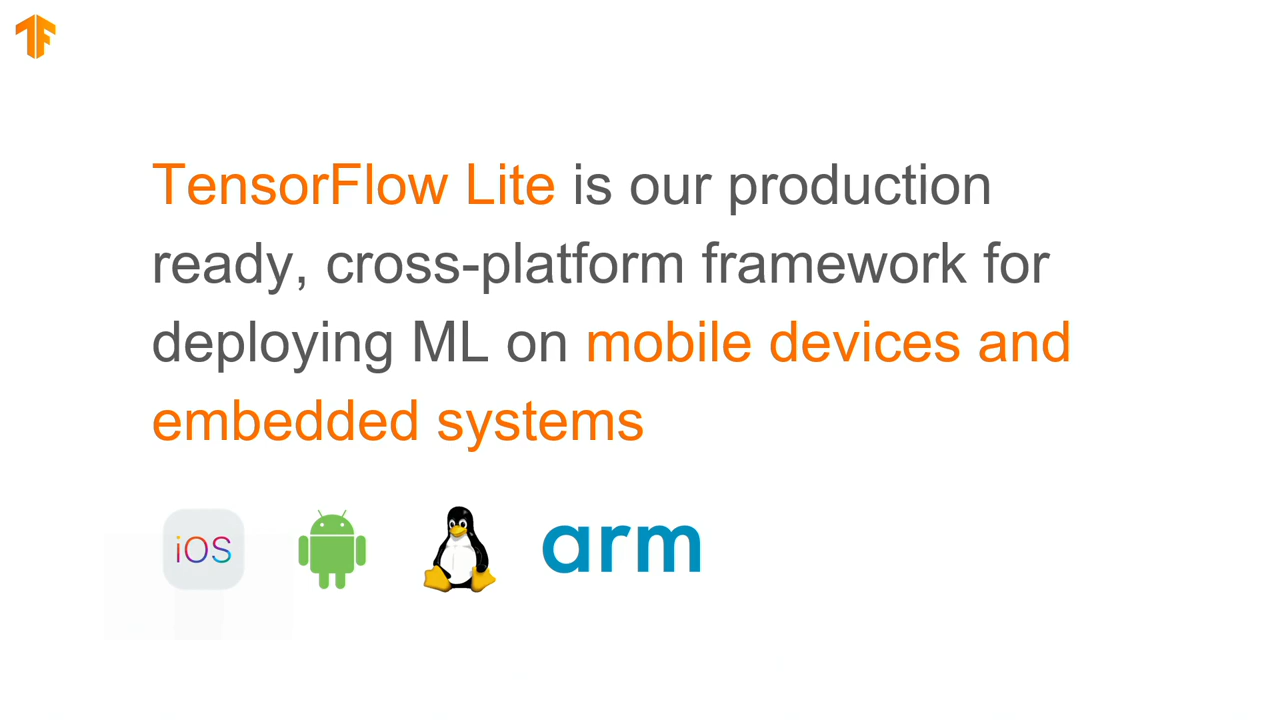 TensorFlow Lite is our production
ready, cross-platform framework for
deploying ML on mobile devices and
embedded systems
iOS
arm